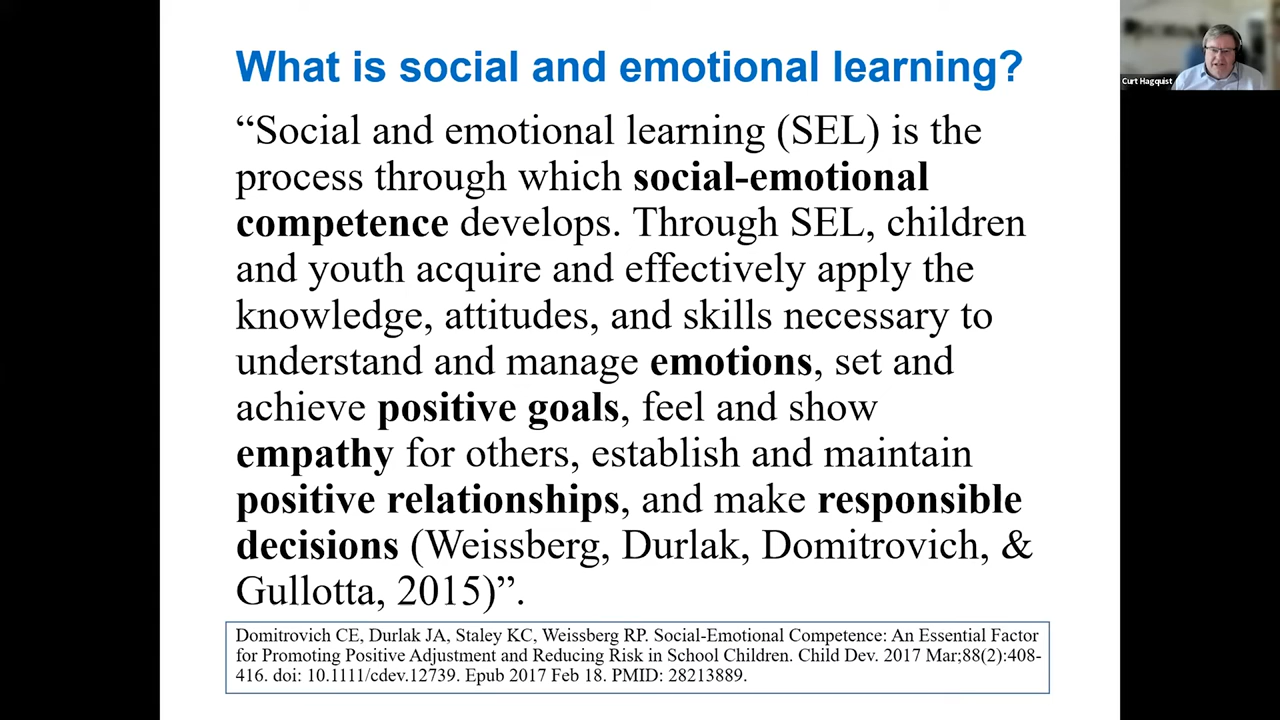 What is social and emotional learning?
“Social and emotional learning (SEL) is the
process through which social-emotional
competence develops. Through SEL, children
and youth acquire and effectively apply the
knowledge, attitudes, and skills necessary to
understand and manage emotions, set and
achieve positive goals, feel and show
empathy for others, establish and maintain
positive relationships, and make responsible
decisions (Weissberg, Durlak, Domitrovich, &
Gullotta, 2015)”.
Domitrovich CE, Durlak JA, Staley KC, Weissberg RP. Social-Emotional Competence: An Essential Factor
for Promoting Positive Adjustment and Reducing Risk in School Children. Child Dev. 2017 Mar;88(2):408-
416. doi: 10.1111/cdev.12739. Epub 2017 Feb 18. PMID: 28213889.
Curt Hagquist